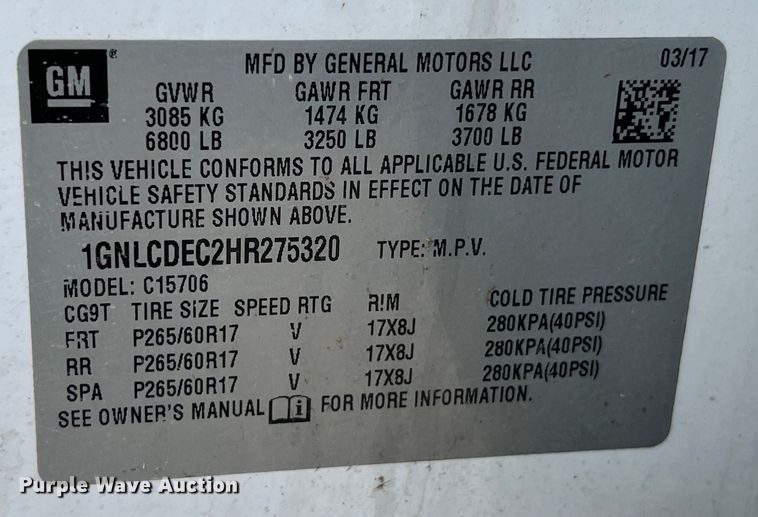 GM ®
MFD BY GENERAL MOTORS LLC 03/17
GVWR GAWR FRT GAWR RR
3085 KG 1474 KG 1678 KG
6800 LB 3250 LB 3700 LB
THIS VEHICLE CONFORMS TO ALL APPLICABLE U.S. FEDERAL MOTOR
VEHICLE SAFETY STANDARDS IN EFFECT ON THE DATE OF
MANUFACTURE SHOWN ABOVE.
1GNLCDEC2HR275320 TYPE: M.P.V.
MODEL: C15706
CG9T TIRE SIZE SPEED RTG RIM COLD TIRE PRESSURE
FRT P265/60R17 V 17X8J 280KPA(40PSI)
RR P265/60R17 V 17X8J 280KPA(40PSI)
SPA P265/60R17 V 17X8J 280KPA(40PSI)
SEE OWNER'S MANUAL i FOR MORE INFORMATION.
Purple Wave Auction